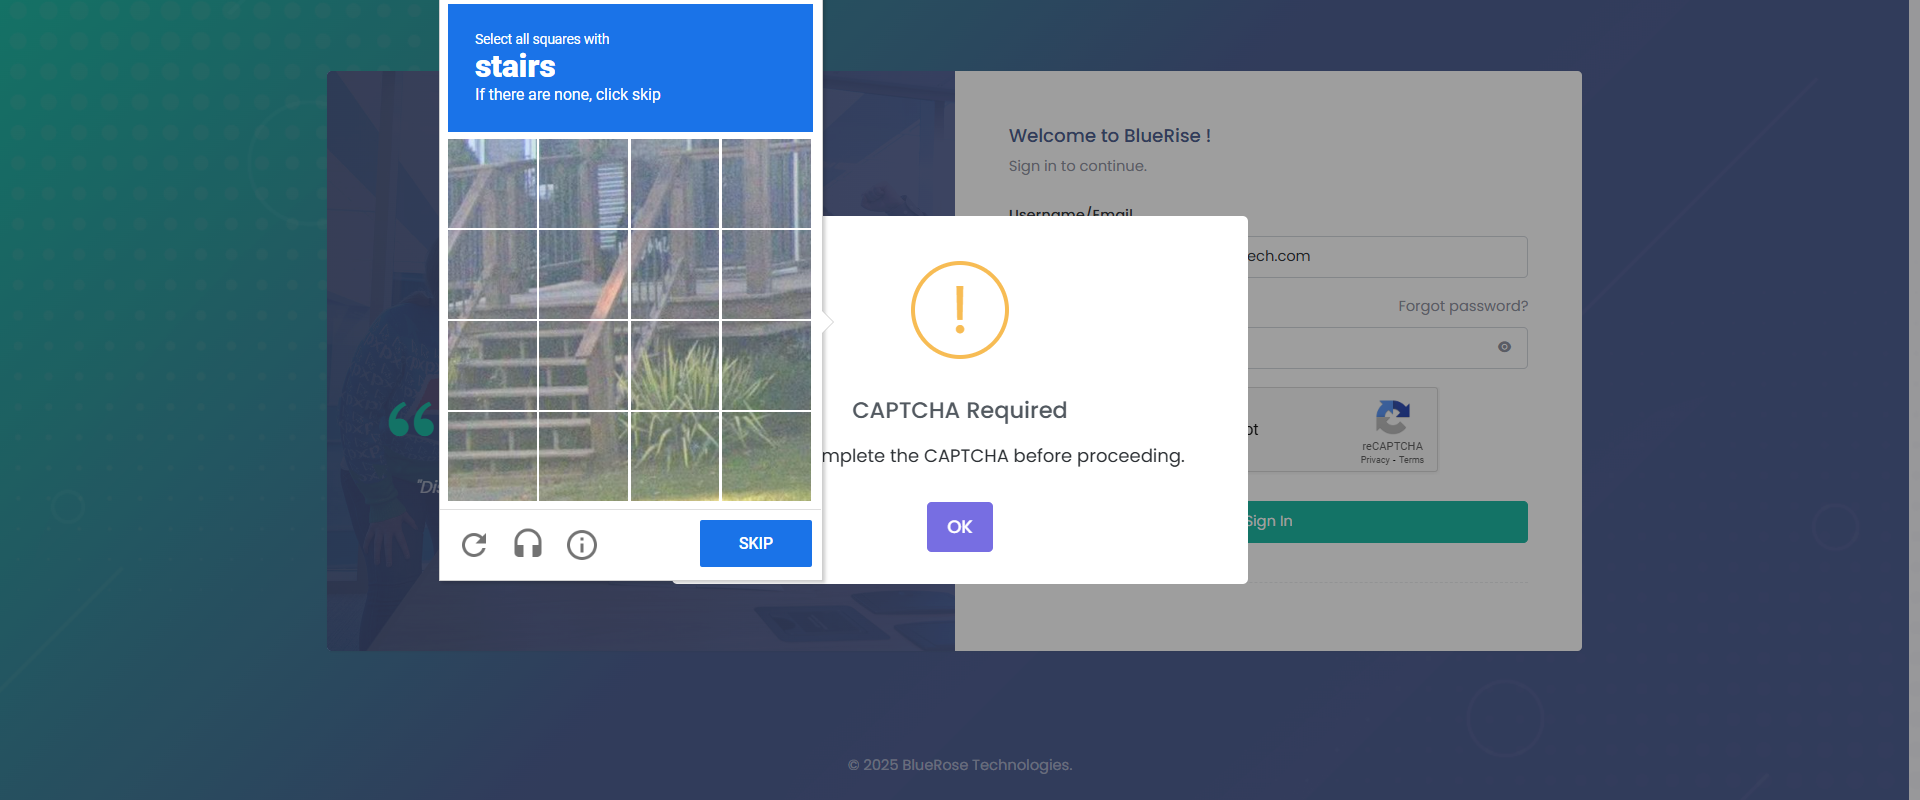 Select all squares with
stairs
If there are none, click skip
SKIP
Welcome to BlueRise !
Sign in to continue.
Username/Email
ech.com
Forgot password?
CAPTCHA Required
mplete the CAPTCHA before proceeding.
OK
reCAPTCHA
Privacy - Terms
Sign In
“
"Dis
© 2025 BlueRose Technologies.